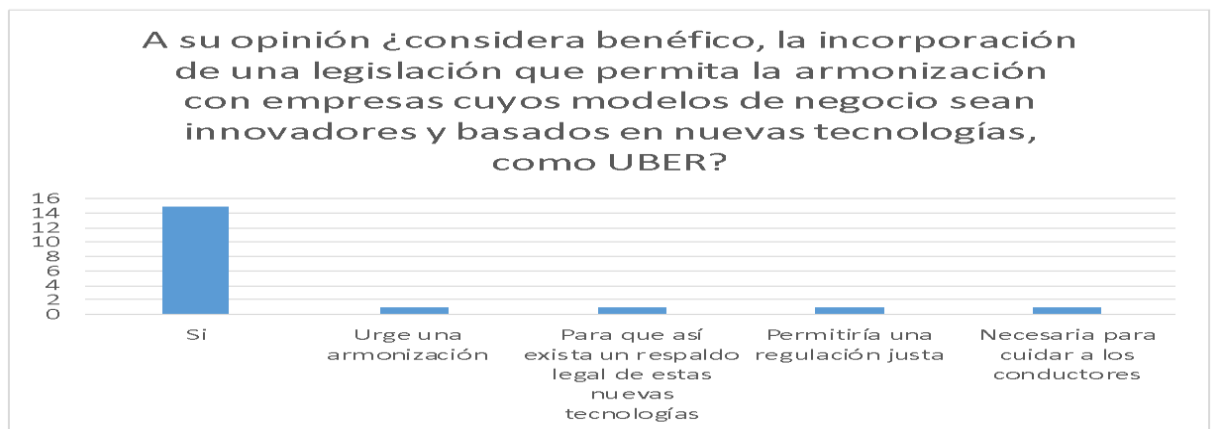 A su opinión ¿considera benéfico, la incorporación
de una legislación que permita la armonización
con empresas cuyos modelos de negocio sean
innovadores y basados en nuevas tecnologías,
como UBER?
16
14
12
10
8
6
4
2
0
Si
Urge una
armonización
Para que así
exista un respaldo
legal de estas
nuevas
tecnologías
Permitiría una
regulación justa
Necesaria para
cuidar a los
conductores